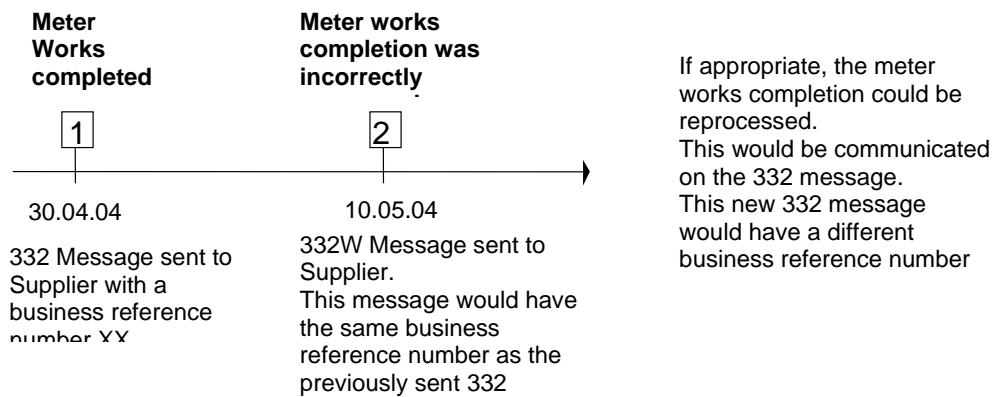 Meter
Works
completed
Meter works
completion was
incorrectly
1
2
30.04.04
10.05.04
332 Message sent to
Supplier with a
business reference
number XX
332W Message sent to
Supplier.
This message would have
the same business
reference number as the
previously sent 332
If appropriate, the meter
works completion could be
reprocessed.
This would be communicated
on the 332 message.
This new 332 message
would have a different
business reference number